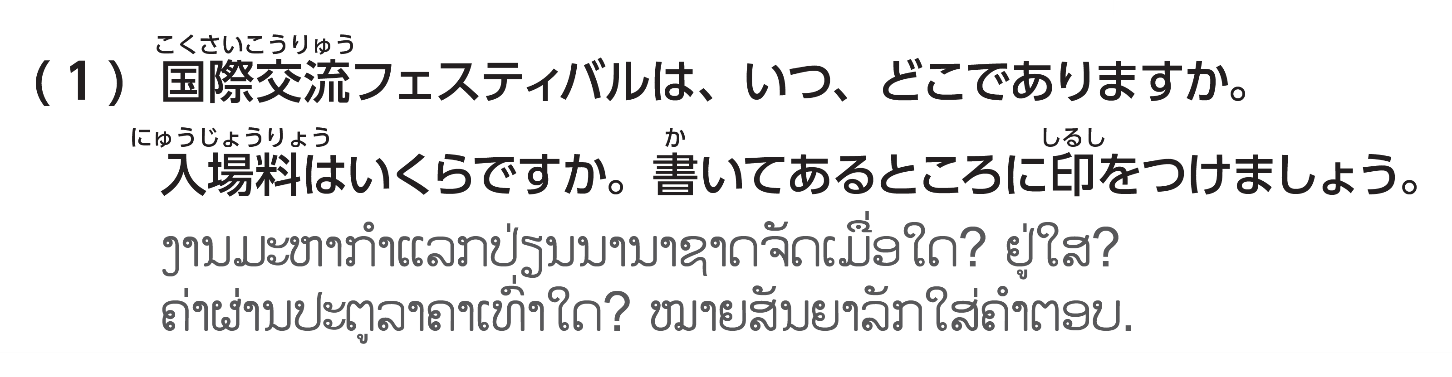 こくさいこうりゅう
（1）国際交流フェスティバルは、いつ、どこでありますか。
にゅうじょうりょう か しるし
入場料はいくらですか。書いてあるところに印をつけましょう。
ງານມະຫາກຳແລກປ່ຽນນານາຊາດຈັດເມື່ອໃດ? ຢູ່ໃສ?
ຄ່າຜ່ານປະຕູລາຄາເທົ່າໃດ? ໝາຍສັນຍາລັກໃສ່ຄຳຕອບ.